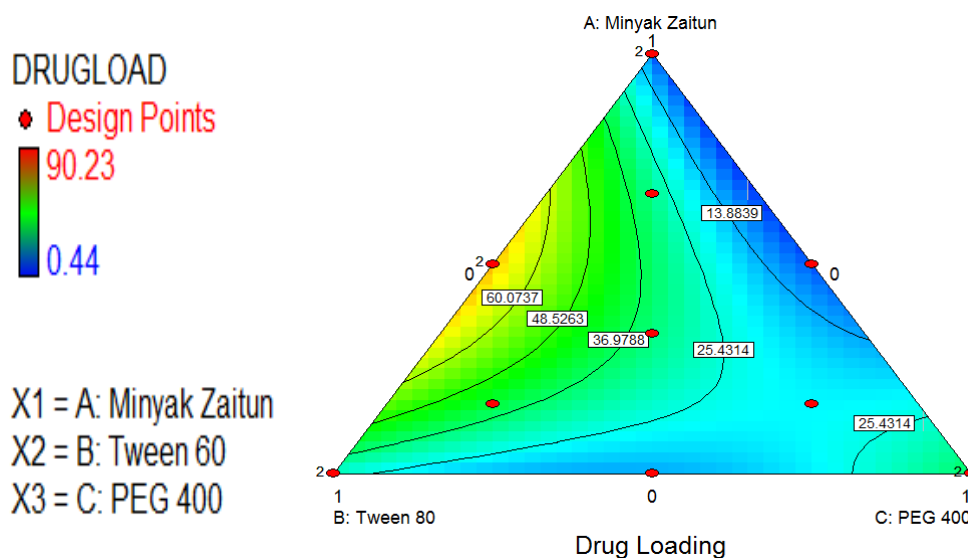 DRUGLOAD
Design Points
90.23
0.44
X1 = A: Minyak Zaitun
X2 = B: Tween 60
X3 = C: PEG 400
A: Minyak Zaitun
1
2
13.8839
2
0
0
60.0737
48.5263
36.9788
25.4314
25.4314
2
2
1
0
1
B: Tween 80
C: PEG 400
Drug Loading